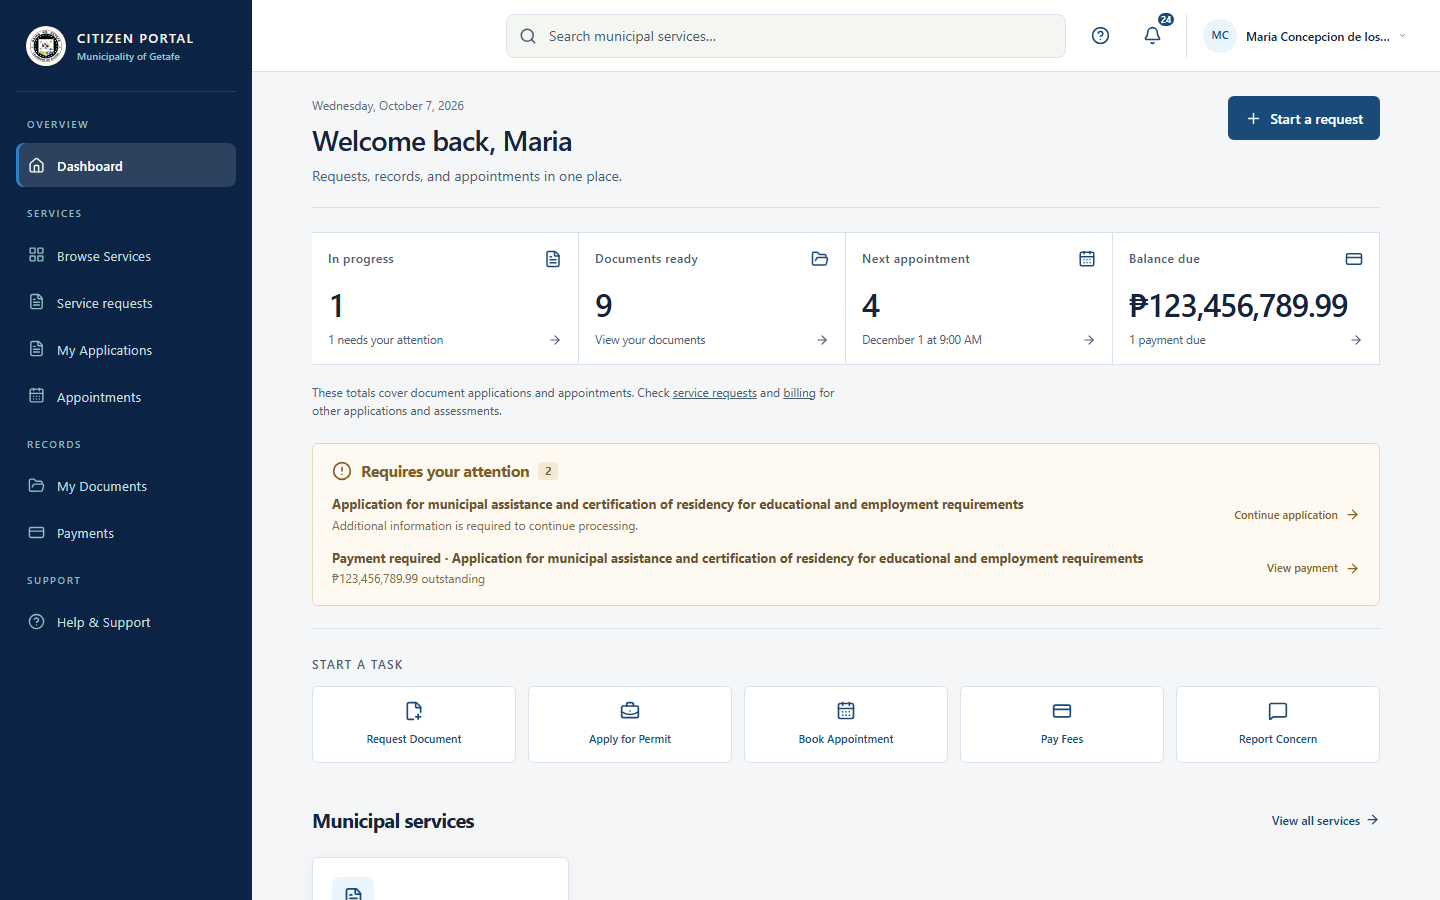 CITIZEN PORTAL
Municipality of Getafe
OVERVIEW
Dashboard
SERVICES
Browse Services
Service requests
My Applications
Appointments
RECORDS
My Documents
Payments
SUPPORT
Help & Support
Search municipal services...
24
MC
Maria Concepcion de los...
Wednesday, October 7, 2026
Welcome back, Maria
Requests, records, and appointments in one place.
Start a request
In progress
1
1 needs your attention
Documents ready
9
View your documents
Next appointment
4
December 1 at 9:00 AM
Balance due
₱123,456,789.99
1 payment due
These totals cover document applications and appointments. Check service requests and billing for
other applications and assessments.
Requires your attention 2
Application for municipal assistance and certification of residency for educational and employment requirements
Additional information is required to continue processing.
Continue application
Payment required · Application for municipal assistance and certification of residency for educational and employment requirements
₱123,456,789.99 outstanding
View payment
START A TASK
Request Document
Apply for Permit
Book Appointment
Pay Fees
Report Concern
Municipal services
View all services